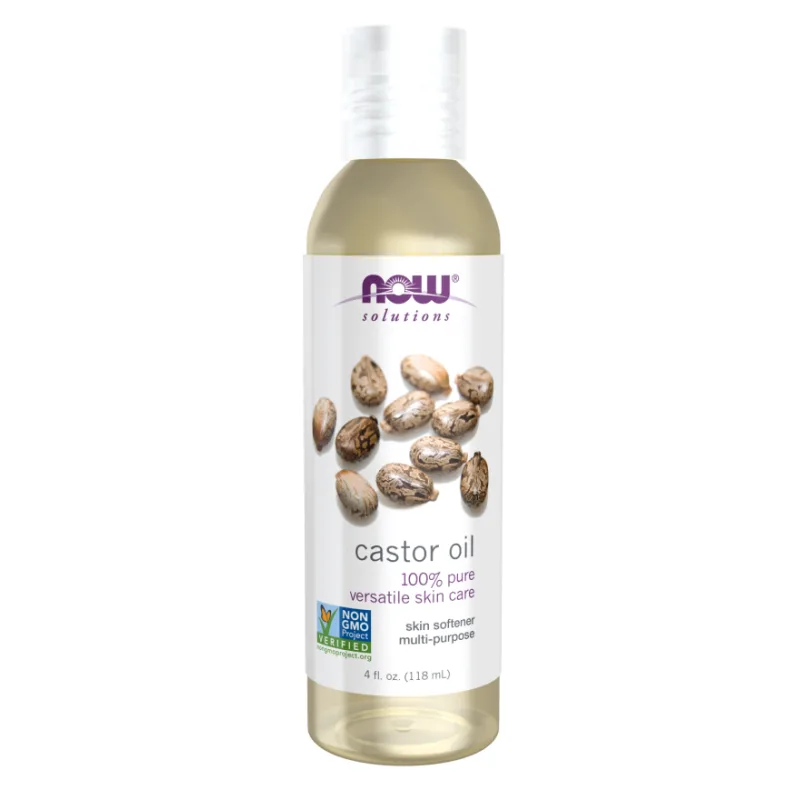 NOW®
solutions
castor oil
100% pure
versatile skin care
skin softener
multi-purpose
NON
GMO
Project
VERIFIED
nongmoproject.org
4 fl. oz. (118 mL)